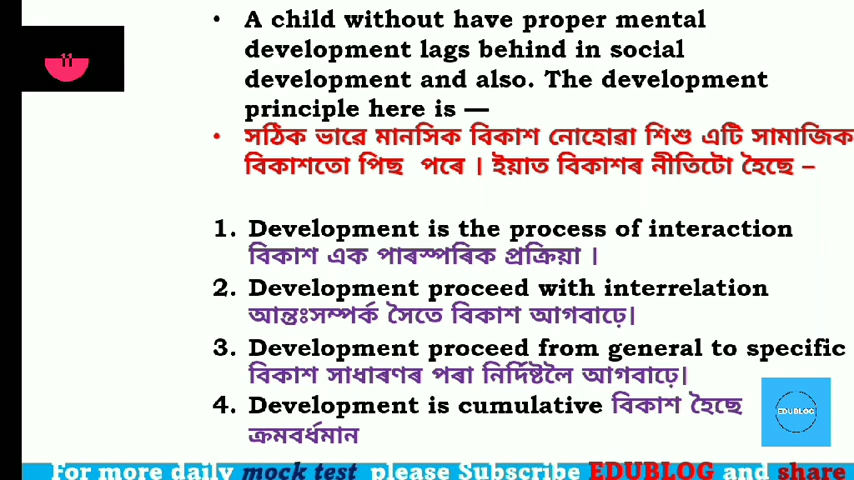 11
• A child without have proper mental
development lags behind in social
development and also. The development
principle here is —
• সঠিক ভাৱে মানসিক বিকাশ নোহোৱা শিশু এটি সামাজিক
বিকাশতো পিছ পৰে । ইয়াত বিকাশৰ নীতিটো হৈছে –
1. Development is the process of interaction
বিকাশ এক পাৰস্পৰিক প্ৰক্ৰিয়া ।
2. Development proceed with interrelation
আন্তঃসম্পৰ্ক সৈতে বিকাশ আগবাঢ়ে।
3. Development proceed from general to specific
বিকাশ সাধাৰণৰ পৰা নিৰ্দিষ্টলৈ আগবাঢ়ে।
4. Development is cumulative বিকাশ হৈছে
ক্ৰমবৰ্ধমান
EDUBLOG
For more daily mock test please Subscribe EDUBLOG and share